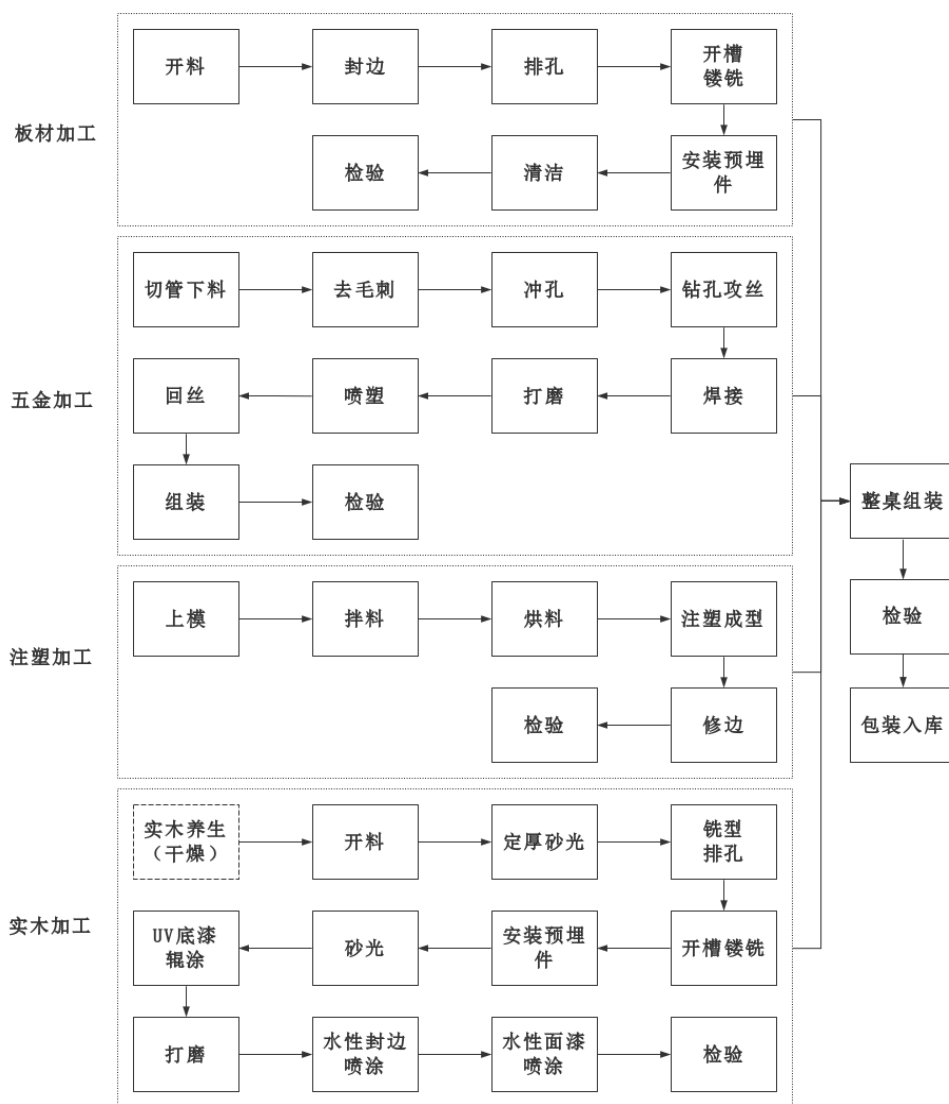 板材加工
开料
封边
排孔
开槽
镂铣
安装预埋
件
清洁
检验
五金加工
切管下料
去毛刺
冲孔
钻孔攻丝
焊接
打磨
喷塑
回丝
组装
检验
注塑加工
上模
拌料
烘料
注塑成型
修边
检验
实木加工
实木养生
（干燥）
开料
定厚砂光
铣型
排孔
开槽镂铣
安装预埋
件
砂光
UV底漆
辊涂
打磨
水性封边
喷涂
水性面漆
喷涂
检验
整桌组装
检验
包装入库